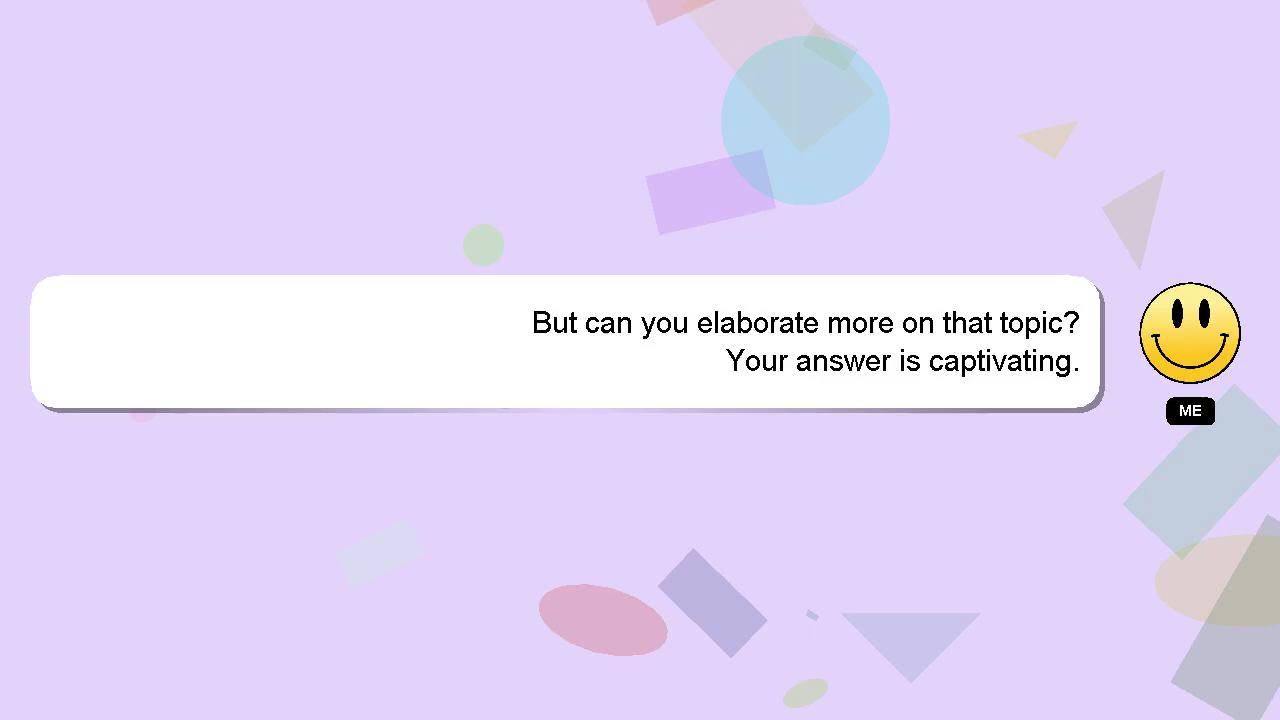 But can you elaborate more on that topic?
Your answer is captivating.
ME